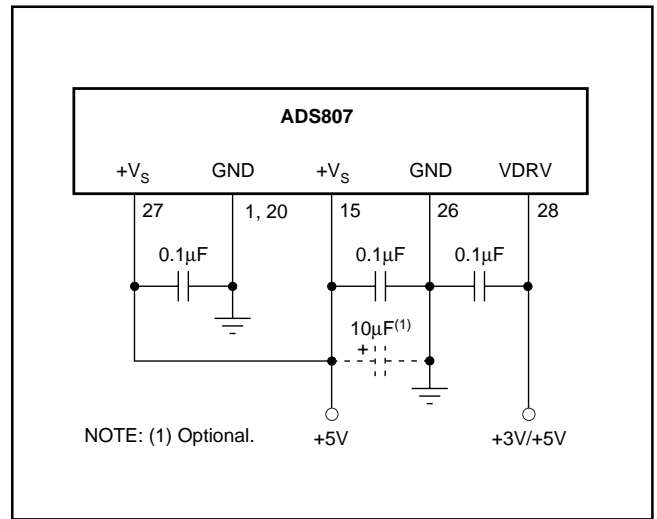 ADS807
+VS GND +VS GND VDRV
27 1, 20 15 26 28
0.1µF 0.1µF 0.1µF
10µF(1)
+
NOTE: (1) Optional. +5V +3V/+5V